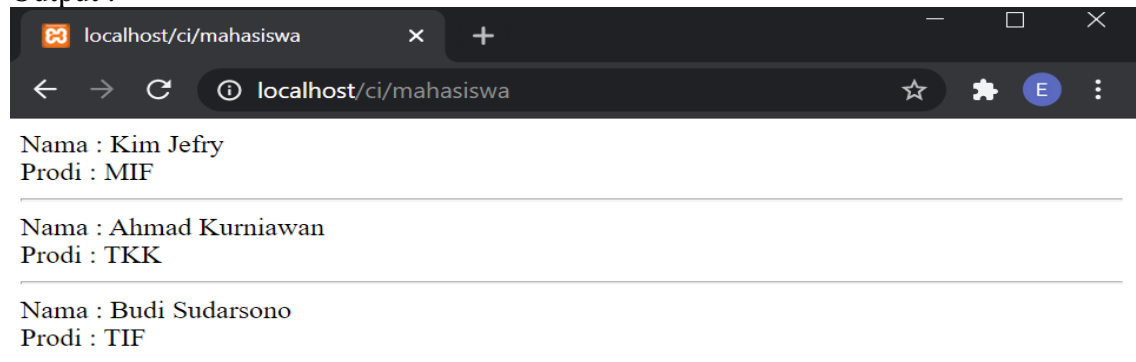 Output :
localhost/ci/mahasiswa
localhost/ci/mahasiswa
E
Nama : Kim Jefry
Prodi : MIF
Nama : Ahmad Kurniawan
Prodi : TKK
Nama : Budi Sudarsono
Prodi : TIF